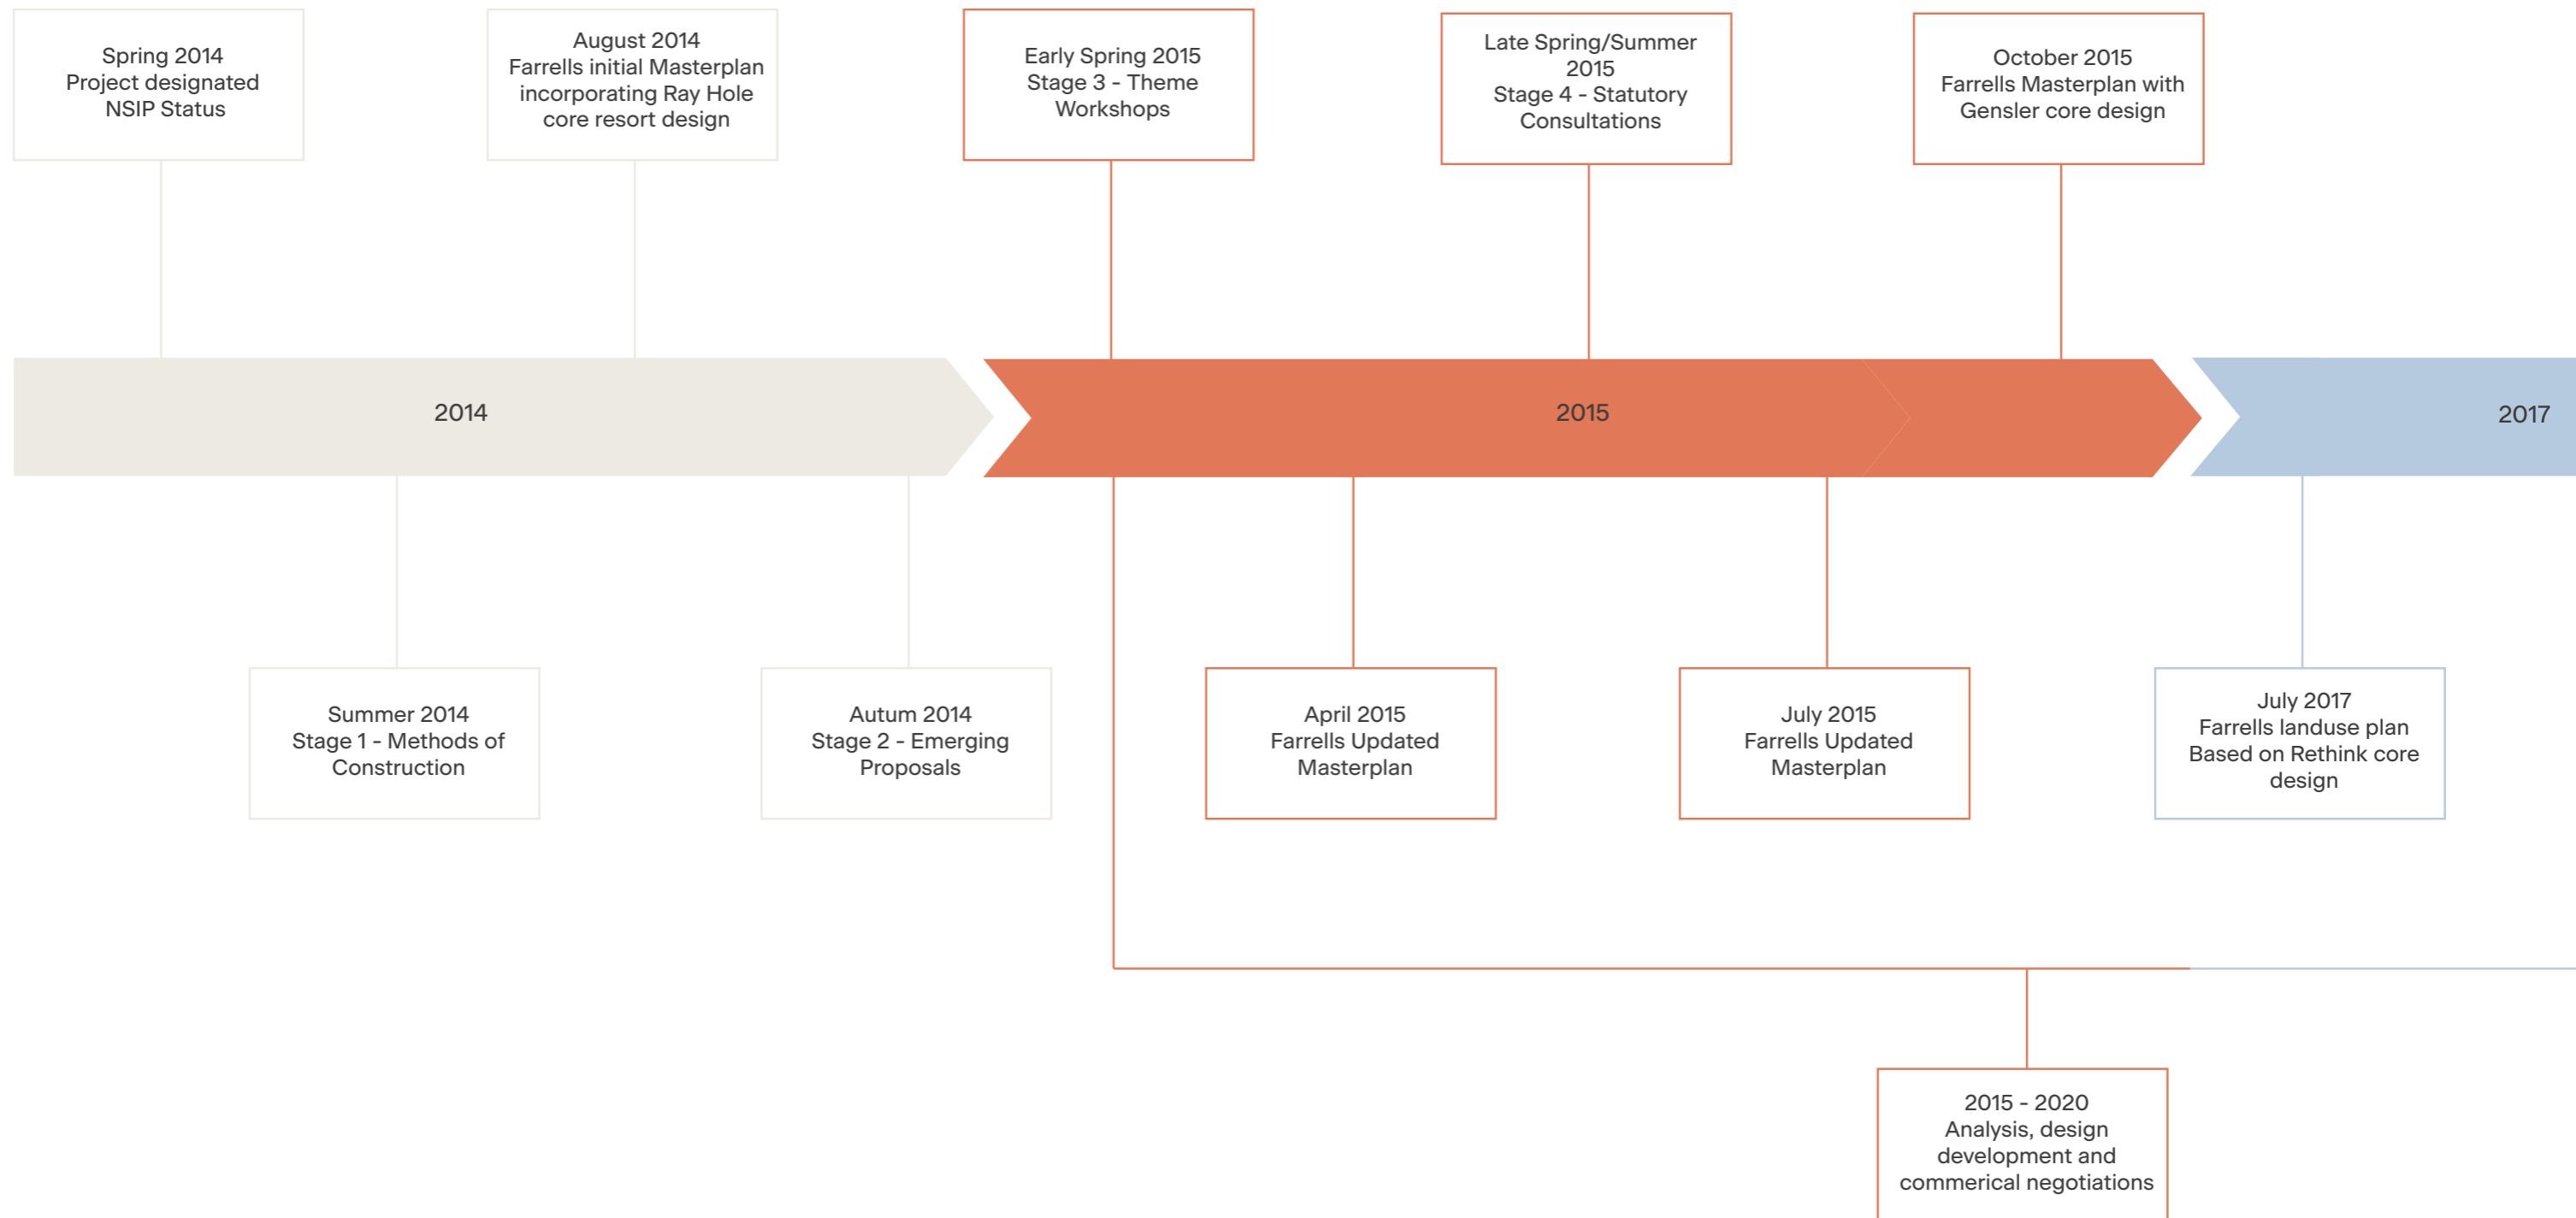 Spring 2014
Project designated
NSIP Status
August 2014
Farrells initial Masterplan
incorporating Ray Hole
core resort design
Early Spring 2015
Stage 3 - Theme
Workshops
Late Spring/Summer
2015
Stage 4 - Statutory
Consultations
October 2015
Farrells Masterplan with
Gensler core design
2014
2015
2017
Summer 2014
Stage 1 - Methods of
Construction
Autum 2014
Stage 2 - Emerging
Proposals
April 2015
Farrells Updated
Masterplan
July 2015
Farrells Updated
Masterplan
July 2017
Farrells landuse plan
Based on Rethink core
design
2015 - 2020
Analysis, design
development and
commerical negotiations